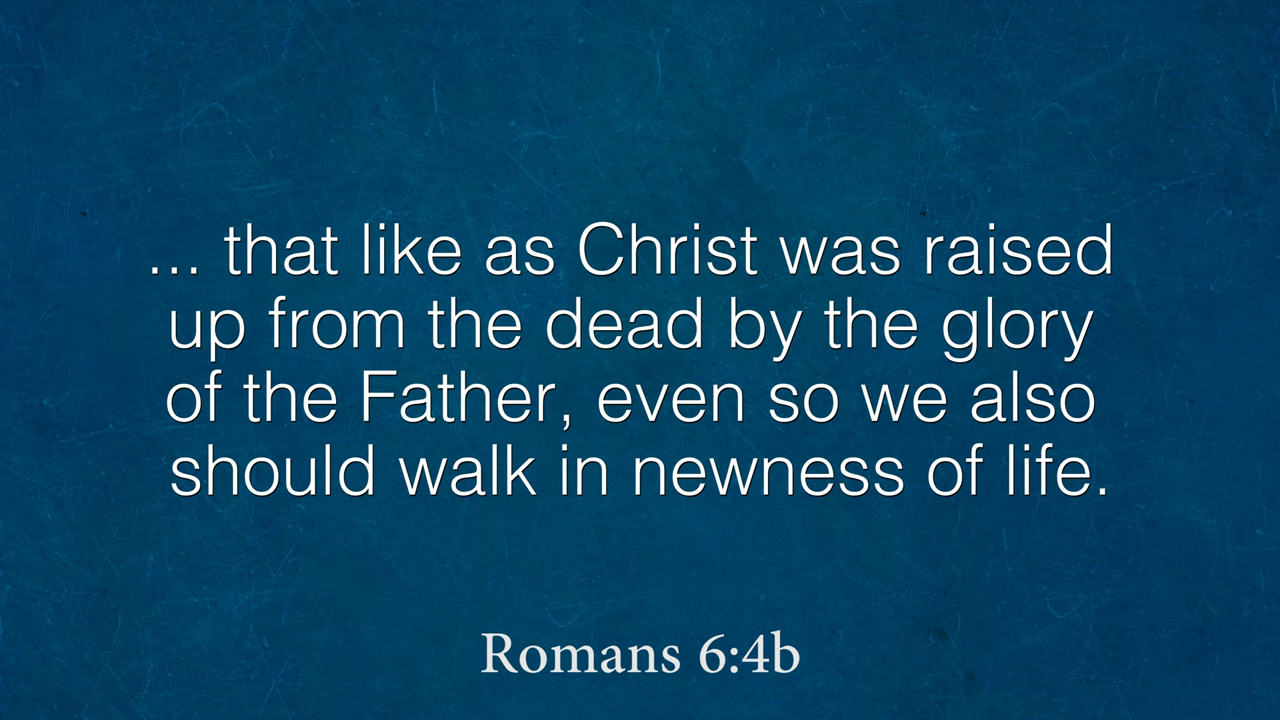 ... that like as Christ was raised
up from the dead by the glory
of the Father, even so we also
should walk in newness of life.
Romans 6:4b